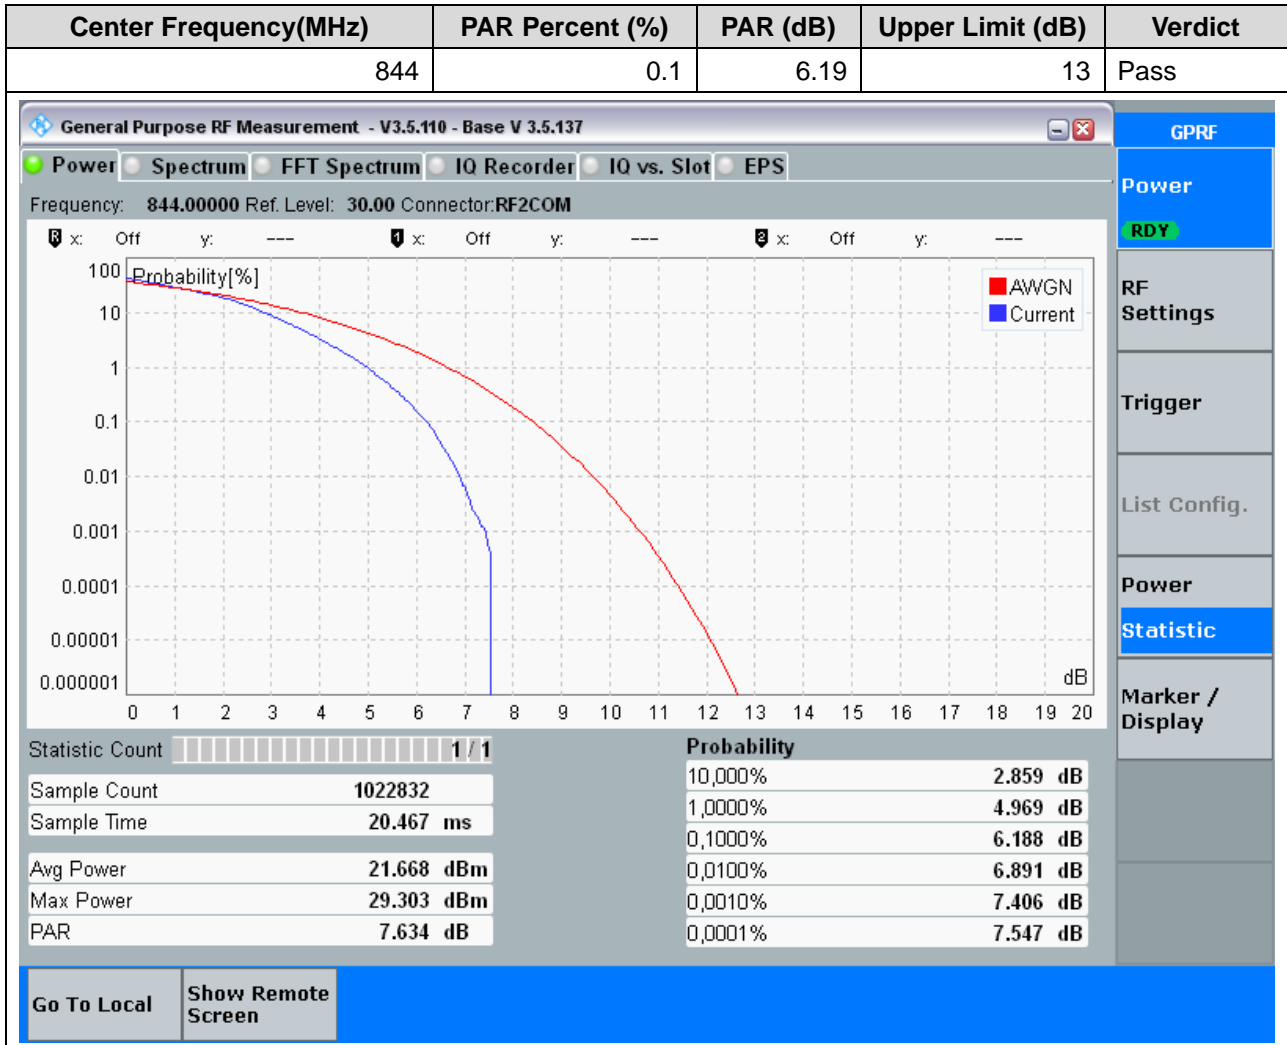 Center Frequency(MHz) PAR Percent (%) PAR (dB) Upper Limit (dB) Verdict
844 0.1 6.19 13 Pass
General Purpose RF Measurement - V3.5.110 - Base V 3.5.137
GPRF
Power Spectrum FFT Spectrum IQ Recorder IQ vs. Slot EPS
Power
RDY
Frequency: 844.00000 Ref. Level: 30.00 Connector:RF2COM
R x: Off y: --- 1 x: Off y: --- 2 x: Off y: ---
Probability[%]
AWGN
Current
100
10
1
0.1
0.01
0.001
0.0001
0.00001
0.000001
dB
0 1 2 3 4 5 6 7 8 9 10 11 12 13 14 15 16 17 18 19 20
RF
Settings
Trigger
List Config.
Power
Statistic
Marker /
Display
Statistic Count 1 / 1
Sample Count 1022832
Sample Time 20.467 ms
Avg Power 21.668 dBm
Max Power 29.303 dBm
PAR 7.634 dB
Probability
10,000% 2.859 dB
1,0000% 4.969 dB
0,1000% 6.188 dB
0,0100% 6.891 dB
0,0010% 7.406 dB
0,0001% 7.547 dB
Go To Local
Show Remote
Screen